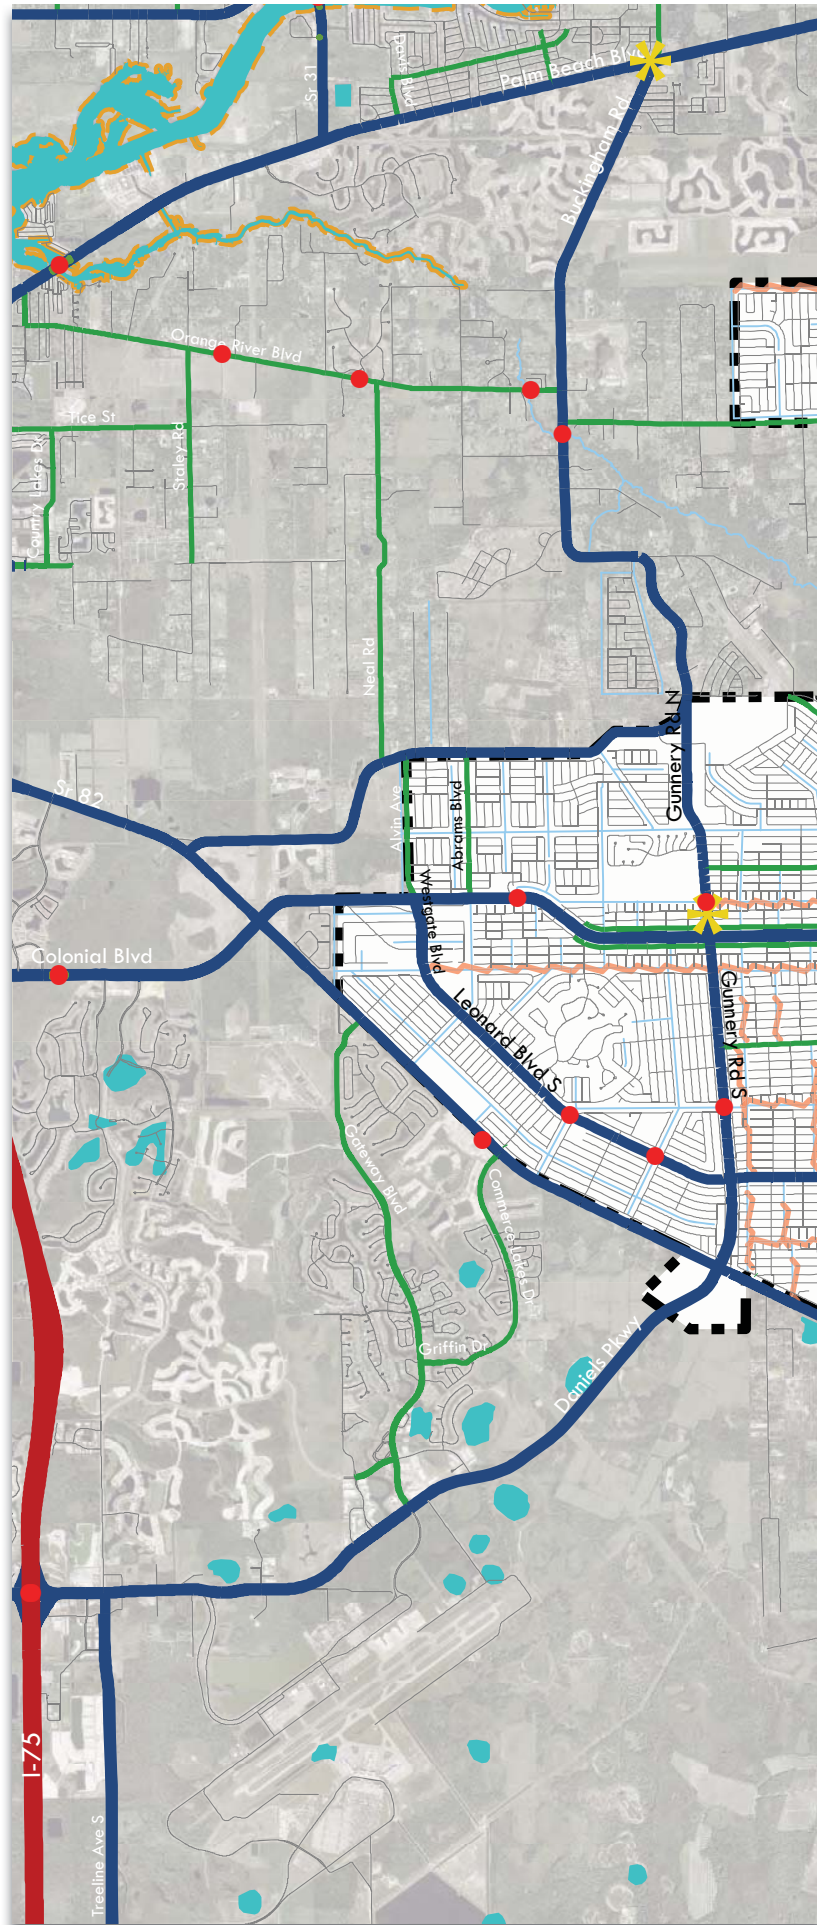 Sr 31
Davis Blvd
Palm Beach Blvd
Buckingham Rd
Orange River Blvd
Tice St
Staley Rd
Country Lakes Dr
Neal Rd
Gunnery Rd N
Sr 82
Alvin Ave
Abrams Blvd
Westgate Blvd
Colonial Blvd
Leonard Blvd S
Gunnery Rd S
Gateway Blvd
Commerce Lakes Dr
Griffin Dr
Daniels Pkwy
I-75
Treeline Ave S